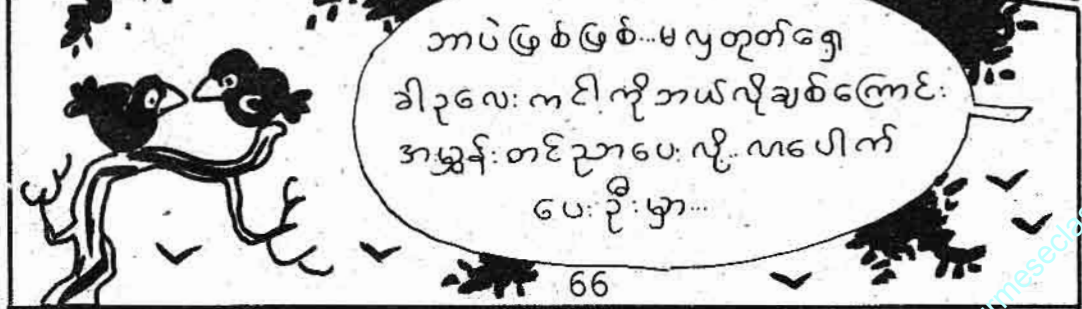 ဘာပဲဖြစ်ဖြစ်...မလှတုတ်ရှေ့
ခါဥလေးကငါ့ကိုဘယ်လိုချစ်ကြောင်း
အမွှန်းတင်ညာပေးလို့..လာပေါက်
ပေးဦးမှာ...
66